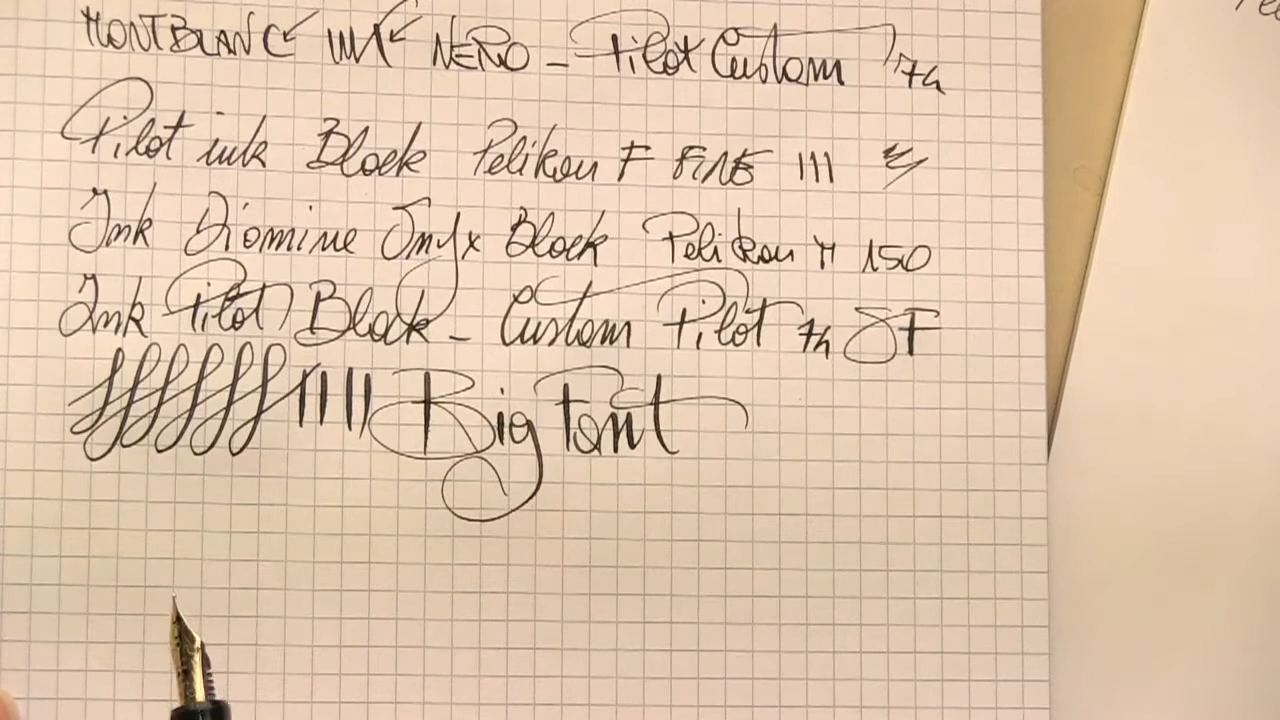 MONTBLANC INK NERO - Pilot Custom 74
Pilot ink Black Pelikan F FINE III
Ink Diamine Onyx Black Pelikan M 150
Ink Pilot Black - Custom Pilot 74 SF
Big Font